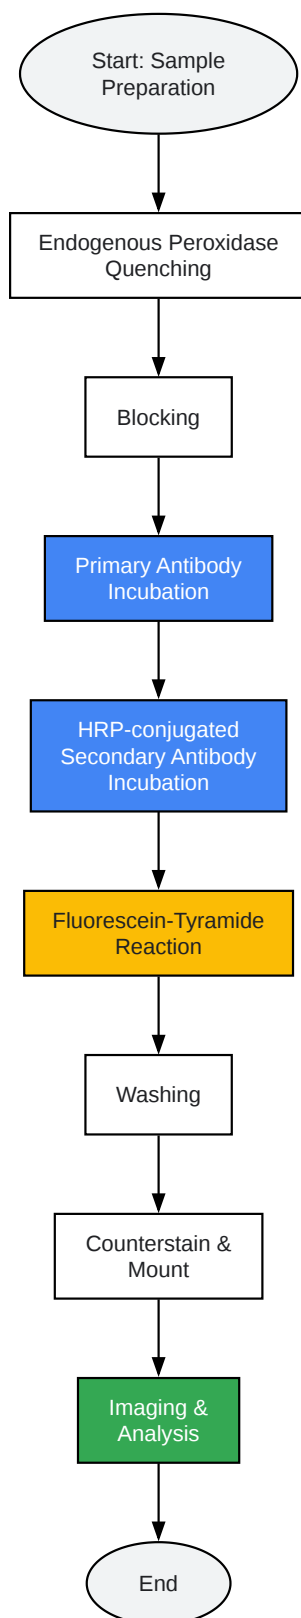 Start: Sample
Preparation
Endogenous Peroxidase
Quenching
Blocking
Primary Antibody
Incubation
HRP-conjugated
Secondary Antibody
Incubation
Fluorescein-Tyramide
Reaction
Washing
Counterstain &
Mount
Imaging &
Analysis
End